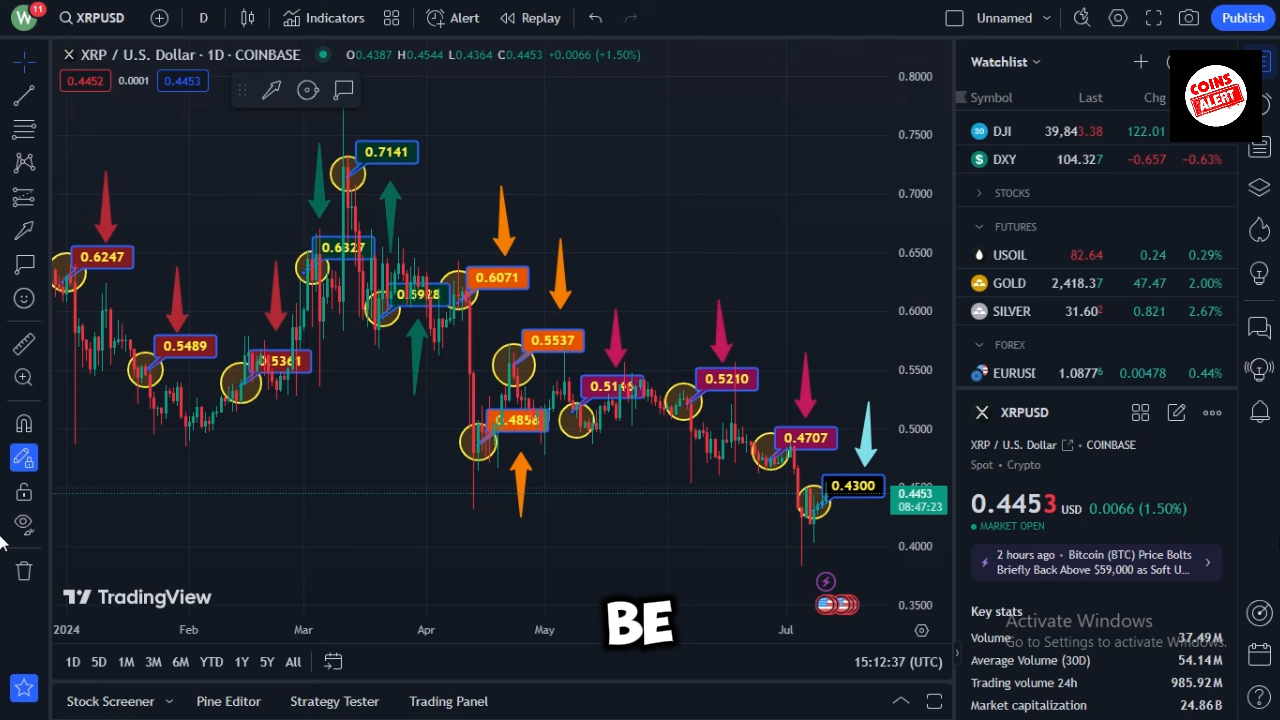 W 11 XRPUSD D Indicators Alert Replay Unnamed Publish
XRP / U.S. Dollar · 1D · COINBASE O0.4387 H0.4544 L0.4364 C0.4453 +0.0066 (+1.50%)
0.4452 0.0001 0.4453
0.8000
0.7500
0.7000
0.6500
0.6000
0.5500
0.5000
0.4453
08:47:23
0.4000
0.3500
0.7141
0.6247
0.6327
0.5928
0.6071
0.5489
0.5361
0.5537
0.5210
0.4707
0.4300
TradingView
BE
2024 Feb Mar Apr May Jul
1D 5D 1M 3M 6M YTD 1Y 5Y All 15:12:37 (UTC)
Stock Screener Pine Editor Strategy Tester Trading Panel
Watchlist
COINS
ALERT
Symbol Last Chg
30 DJI 39,843.38 122.01
$ DXY 104.327 −0.657 −0.63%
STOCKS
FUTURES
USOIL 82.64 0.24 0.29%
GOLD 2,418.37 47.47 2.00%
SILVER 31.602 0.821 2.67%
FOREX
EURUSI 1.08776 0.00478 0.44%
XRPUSD
XRP / U.S. Dollar COINBASE
Spot • Crypto
0.4453 USD 0.0066 (1.50%)
MARKET OPEN
2 hours ago • Bitcoin (BTC) Price Bolts
Briefly Back Above $59,000 as Soft U...
Key stats
Activate Windows
Volume 37.49M
Go to Settings to activate Windows.
Average Volume (30D) 54.14M
Trading volume 24h 985.92M
Market capitalization 24.86B